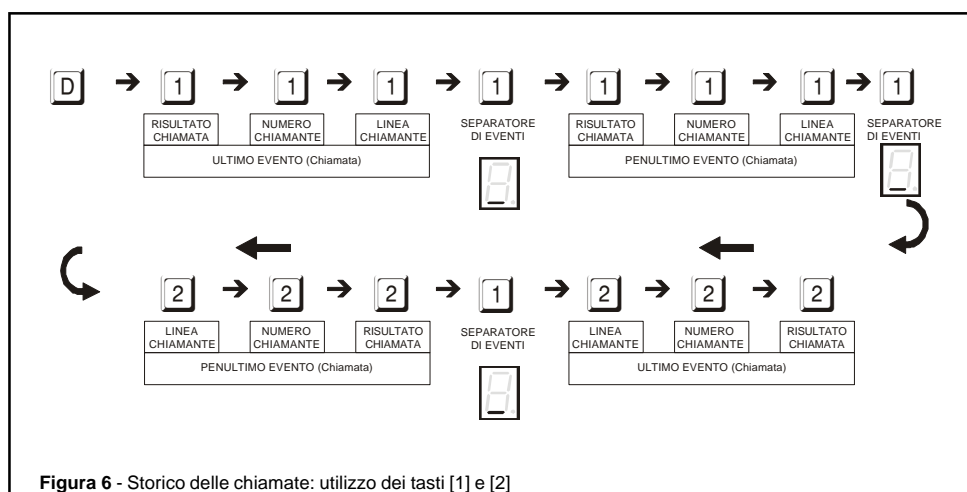 D 1 1 1 1 1 1 1 1
RISULTATO CHIAMATA NUMERO CHIAMANTE LINEA CHIAMANTE SEPARATORE DI EVENTI RISULTATO CHIAMATA NUMERO CHIAMANTE LINEA CHIAMANTE SEPARATORE DI EVENTI
ULTIMO EVENTO (Chiamata) PENULTIMO EVENTO (Chiamata)
2 2 2 1 2 2 2
LINEA CHIAMANTE NUMERO CHIAMANTE RISULTATO CHIAMATA SEPARATORE DI EVENTI LINEA CHIAMANTE NUMERO CHIAMANTE RISULTATO CHIAMATA
PENULTIMO EVENTO (Chiamata) ULTIMO EVENTO (Chiamata)
Figura 6 - Storico delle chiamate: utilizzo dei tasti [1] e [2]